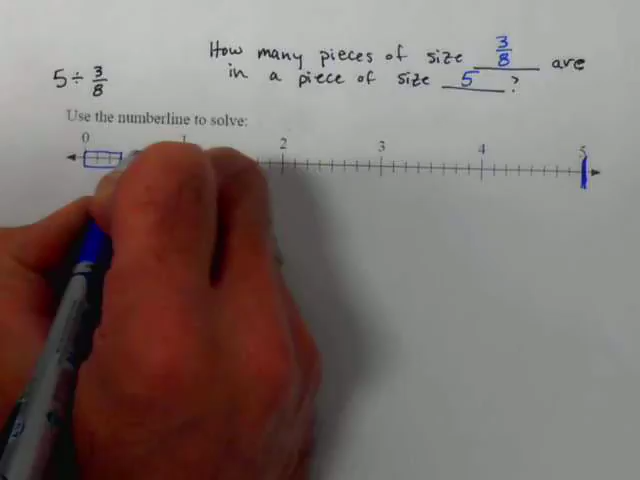 How many pieces of size 3/8 are
in a piece of size 5 ?
5 ÷ 3/8
Use the numberline to solve:
0 1 2 3 4 5